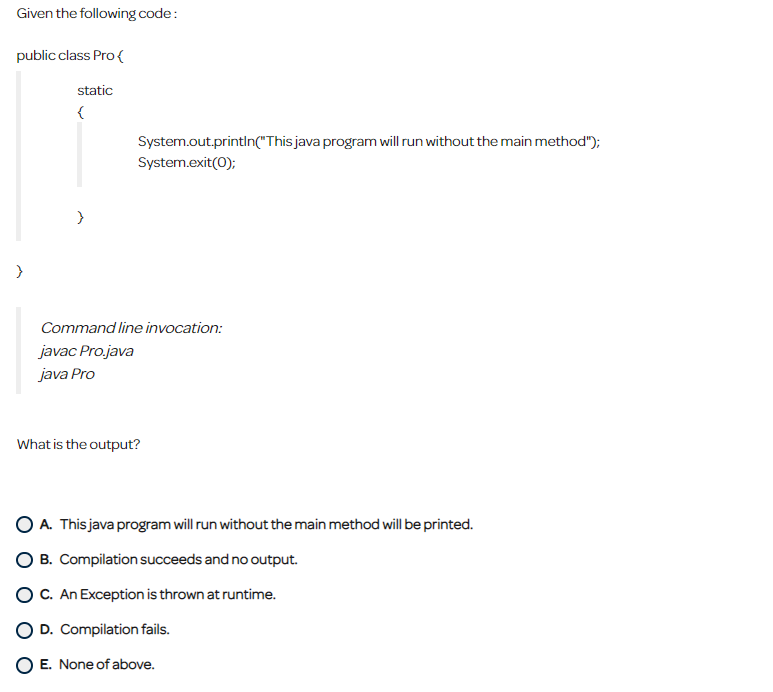 Given the following code :
public class Pro {
static
{
System.out.println("This java program will run without the main method");
System.exit(0);
}
}
Command line invocation:
javac Pro.java
java Pro
What is the output?
A. This java program will run without the main method will be printed.
B. Compilation succeeds and no output.
C. An Exception is thrown at runtime.
D. Compilation fails.
E. None of above.